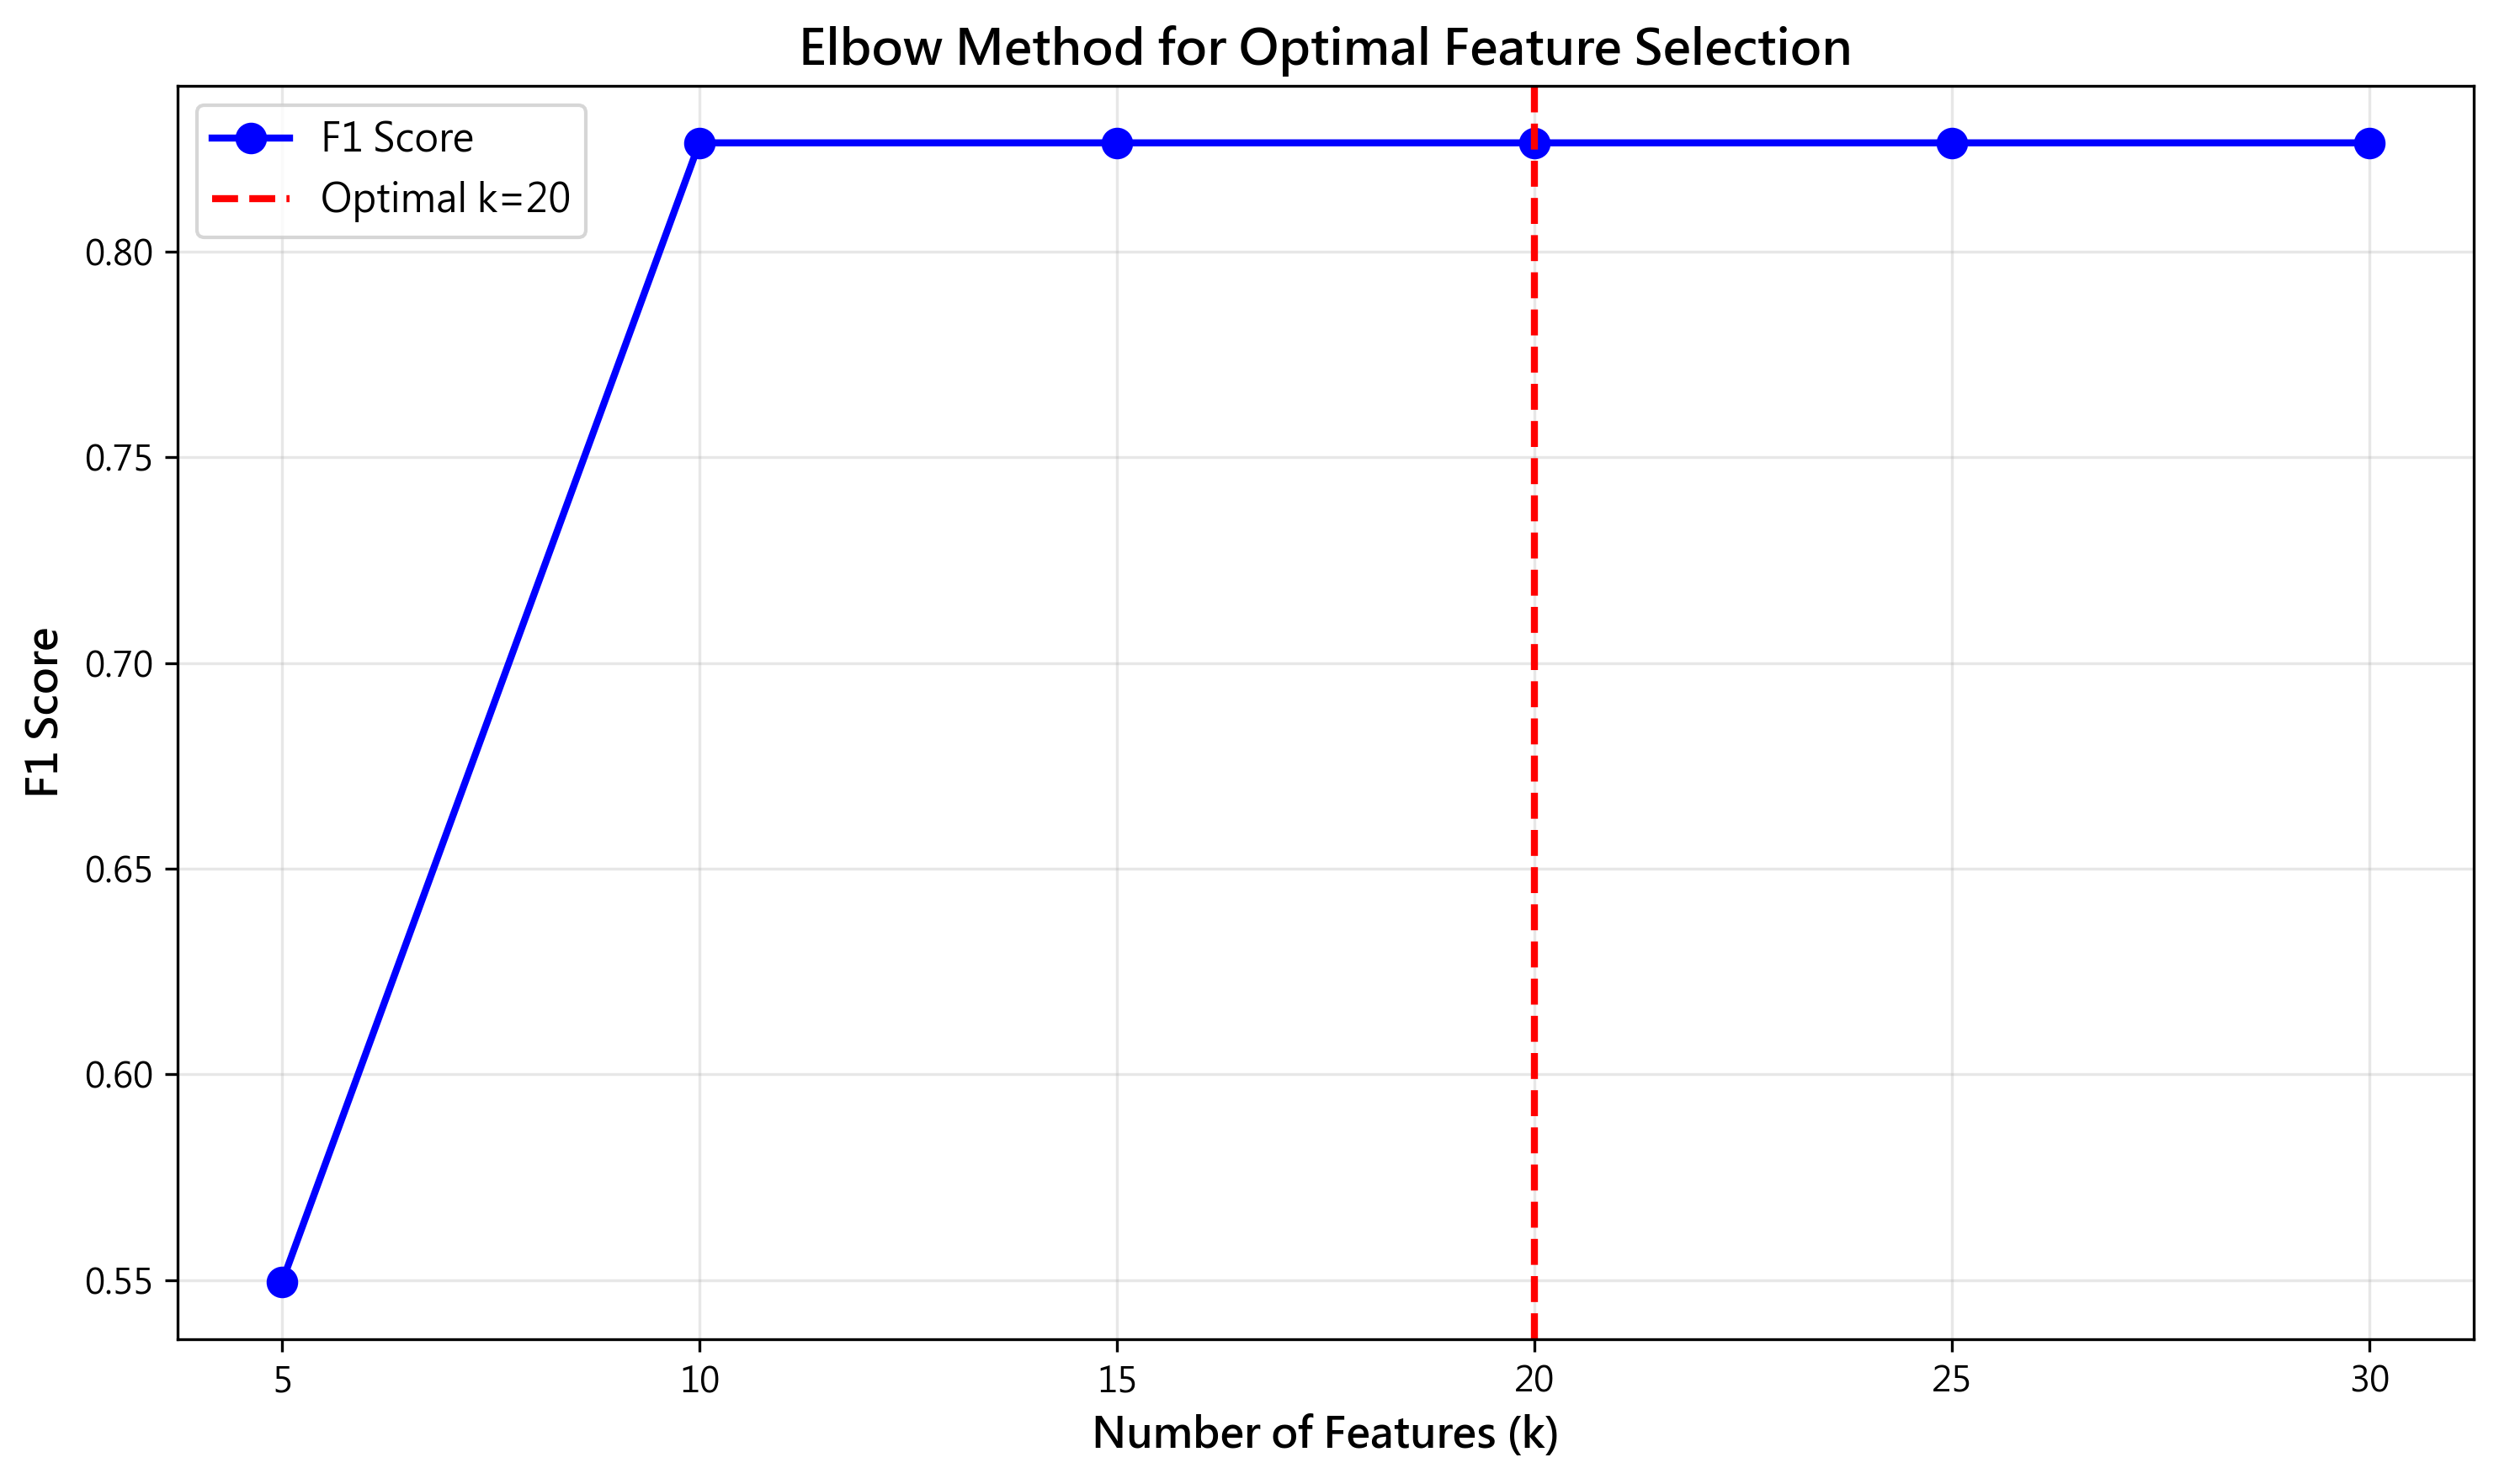 Elbow Method for Optimal Feature Selection
F1 Score
Optimal k=20
0.80
0.75
0.70
0.65
0.60
0.55
F1 Score
5 10 15 20 25 30
Number of Features (k)